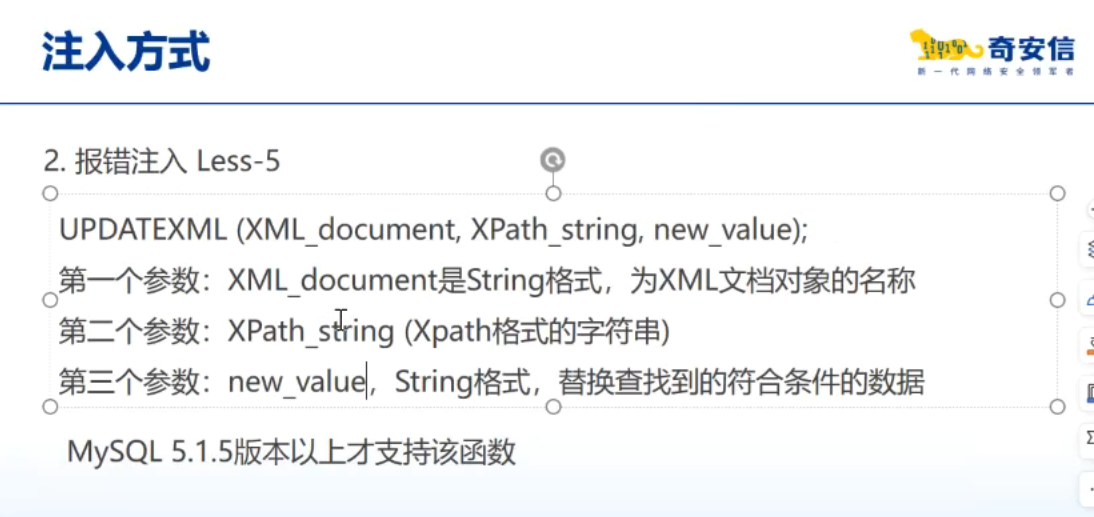 注入方式
奇安信
新一代网络安全领军者
2. 报错注入 Less-5
UPDATEXML (XML_document, XPath_string, new_value);
第一个参数：XML_document是String格式，为XML文档对象的名称
第二个参数：XPath_string (Xpath格式的字符串)
第三个参数：new_value，String格式，替换查找到的符合条件的数据
MySQL 5.1.5版本以上才支持该函数